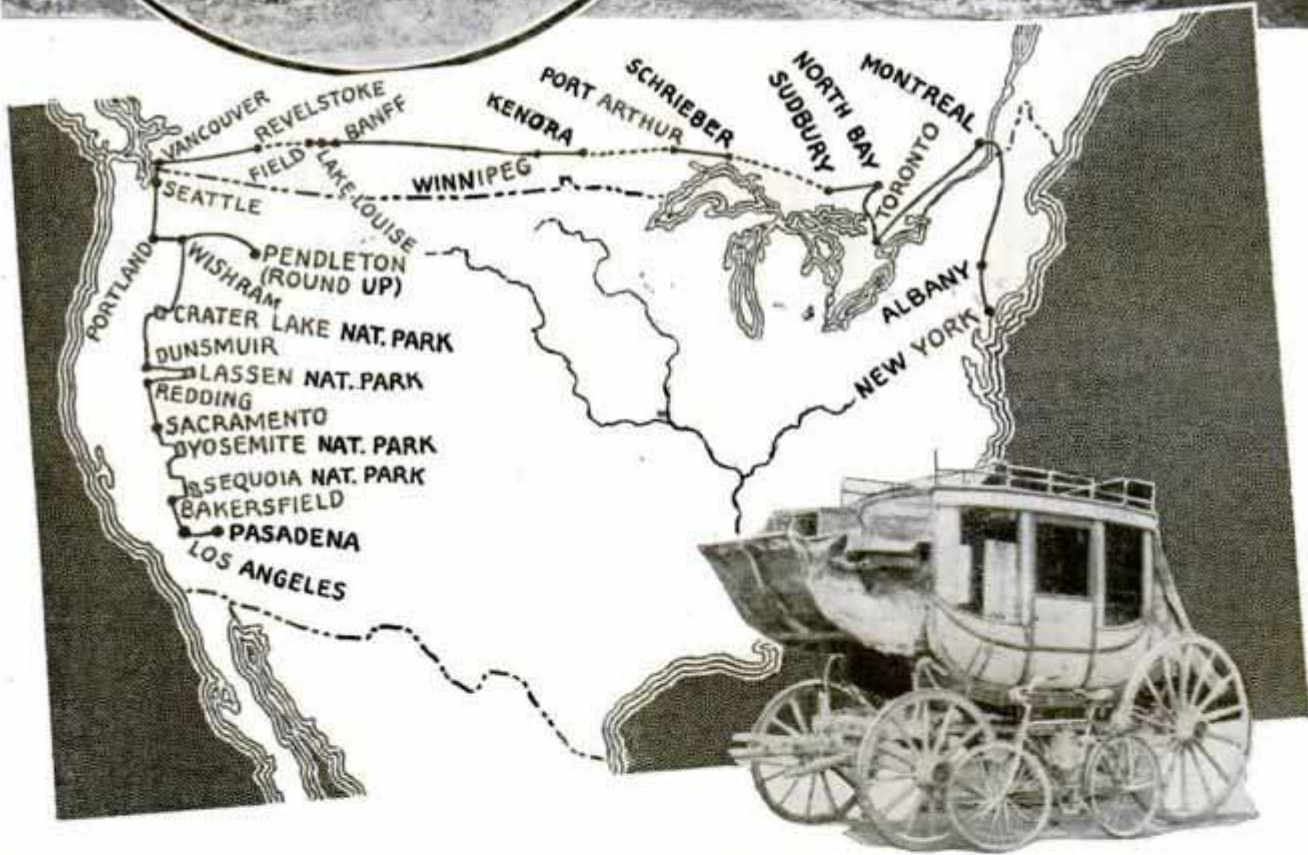 VANCOUVER
REVELSTOKE
FIELD
LAKE LOUISE
BANFF
WINNIPEG
KENORA
PORT ARTHUR
SCHRIEBER
SUDBURY
NORTH BAY
TORONTO
MONTREAL
ALBANY
NEW YORK
SEATTLE
PORTLAND
WISHRAM
PENDLETON
(ROUND UP)
CRATER LAKE NAT. PARK
DUNSMUIR
LASSEN NAT. PARK
REDDING
SACRAMENTO
YOSEMITE NAT. PARK
SEQUOIA NAT. PARK
BAKERSFIELD
PASADENA
LOS ANGELES